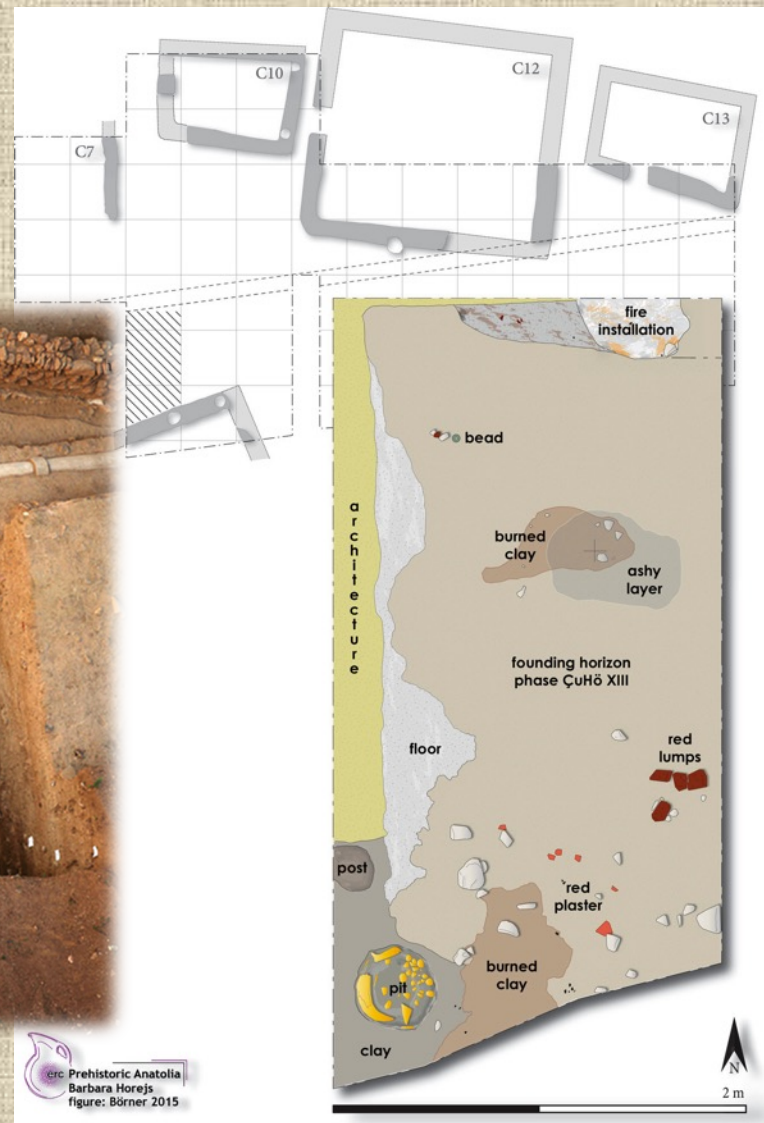 C10
C12
C13
C7
fire
installation
bead
architecture
burned
clay
ashy
layer
founding horizon
phase ÇuHö XIII
floor
red
lumps
post
red
plaster
pit
burned
clay
clay
erc Prehistoric Anatolia
Barbara Horejs
figure: Börner 2015
N
2 m